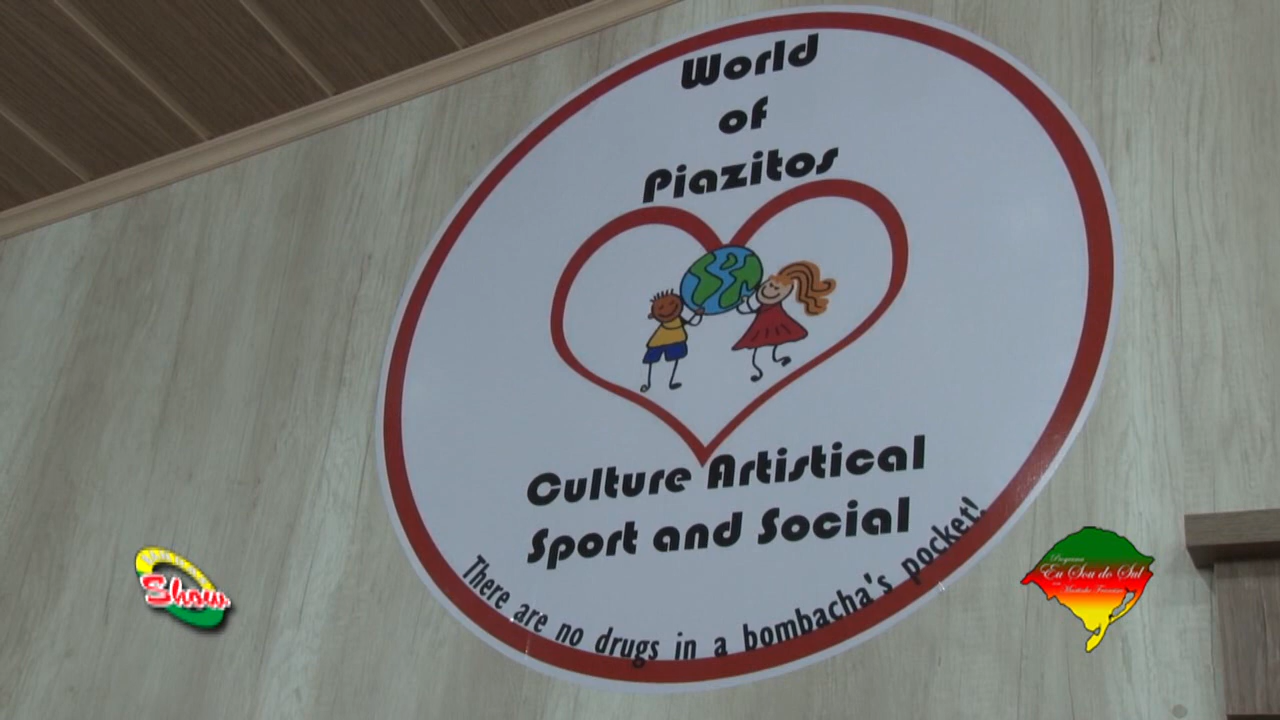 World
of
Piazitos
Culture Artistical
Sport and Social
There are no drugs in a bombacha's pocket!
Show
Programa
Eu Sou do Sul